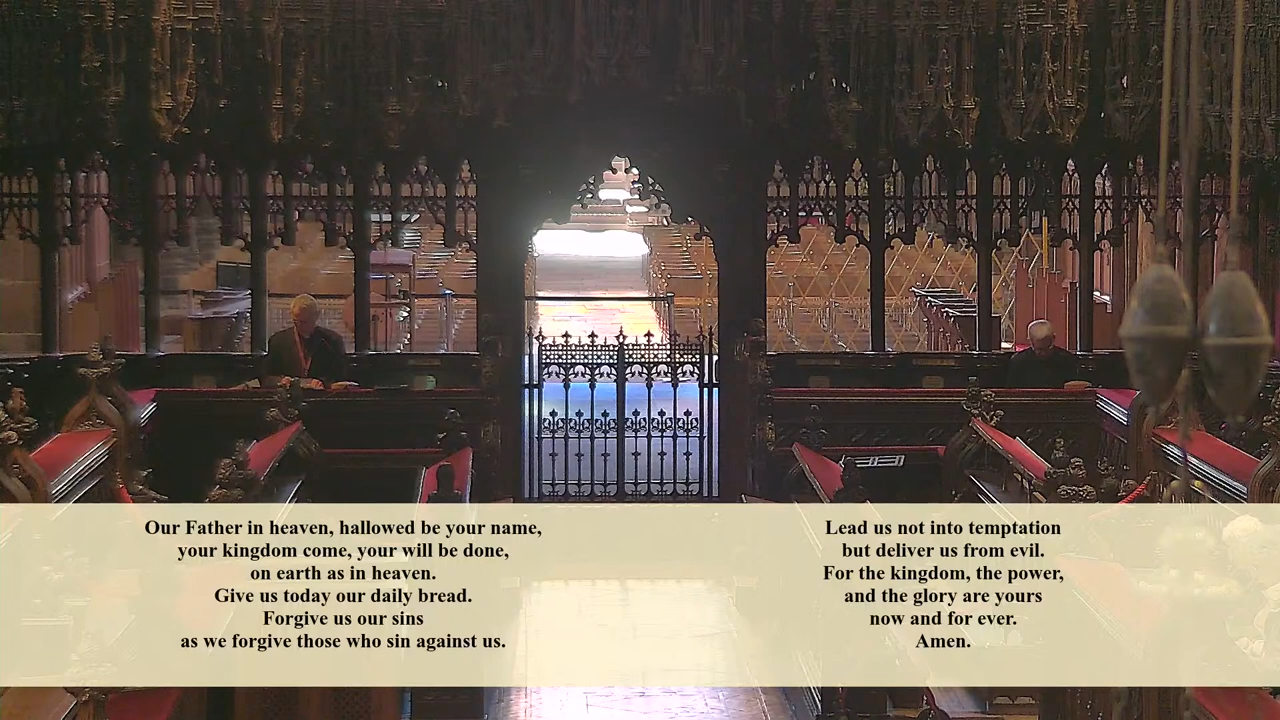 Our Father in heaven, hallowed be your name,
your kingdom come, your will be done,
on earth as in heaven.
Give us today our daily bread.
Forgive us our sins
as we forgive those who sin against us.
Lead us not into temptation
but deliver us from evil.
For the kingdom, the power,
and the glory are yours
now and for ever.
Amen.